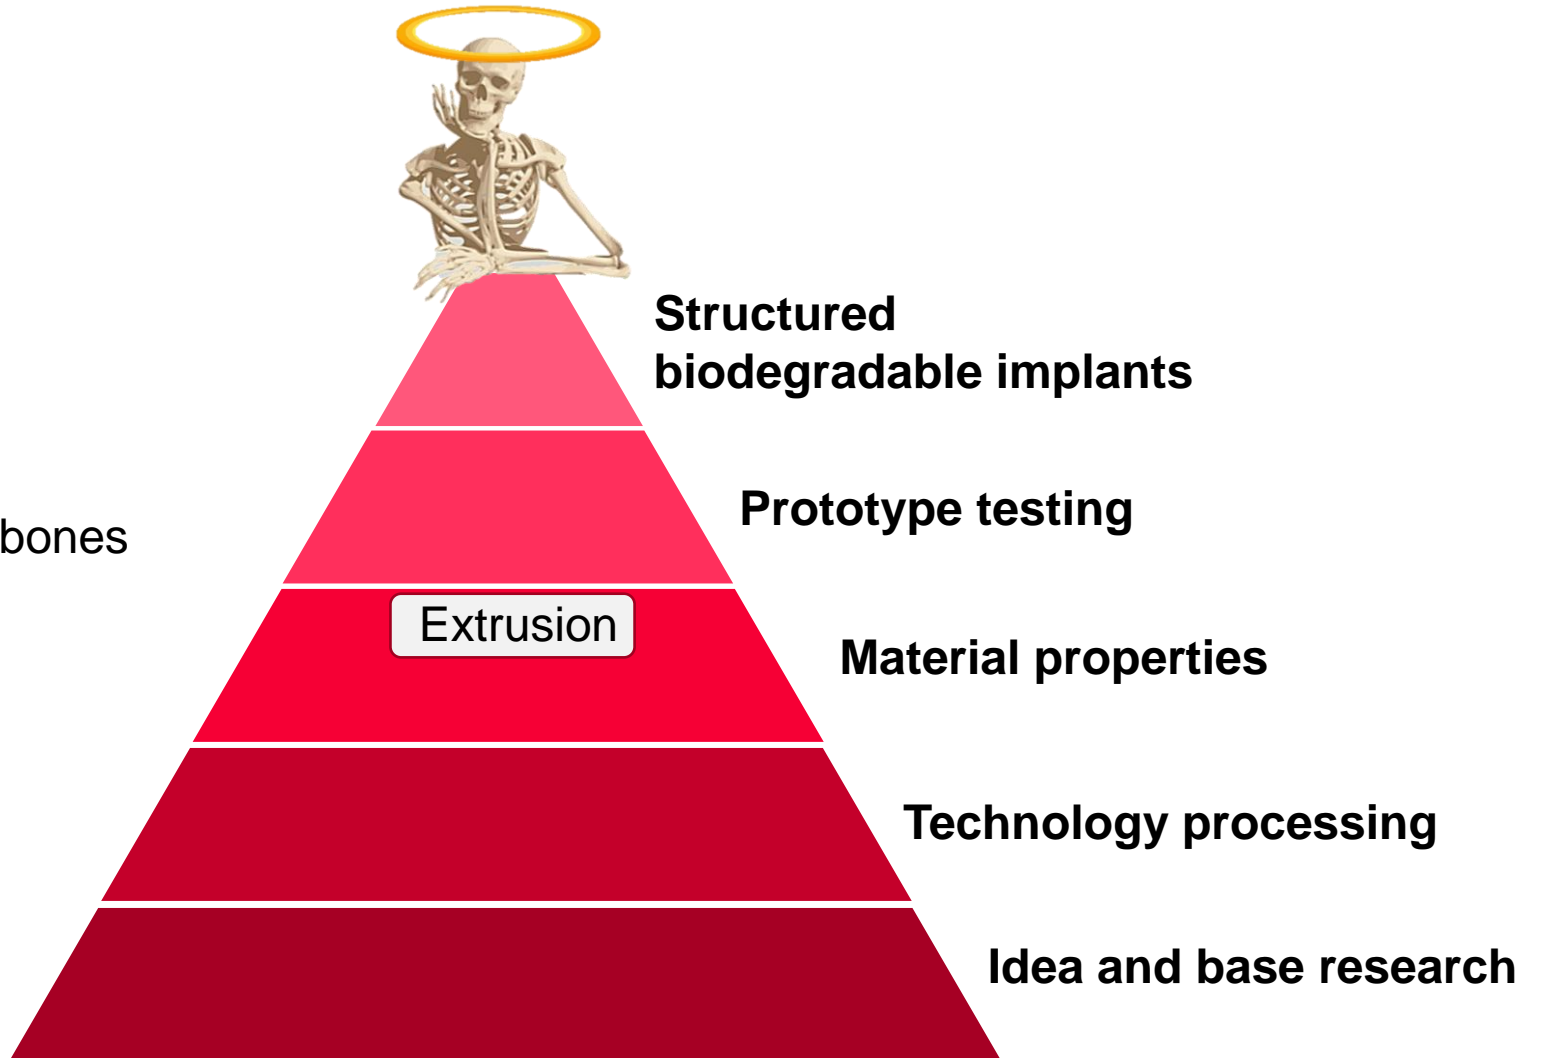 Structured
biodegradable implants
Prototype testing
bones
Extrusion
Material properties
Technology processing
Idea and base research